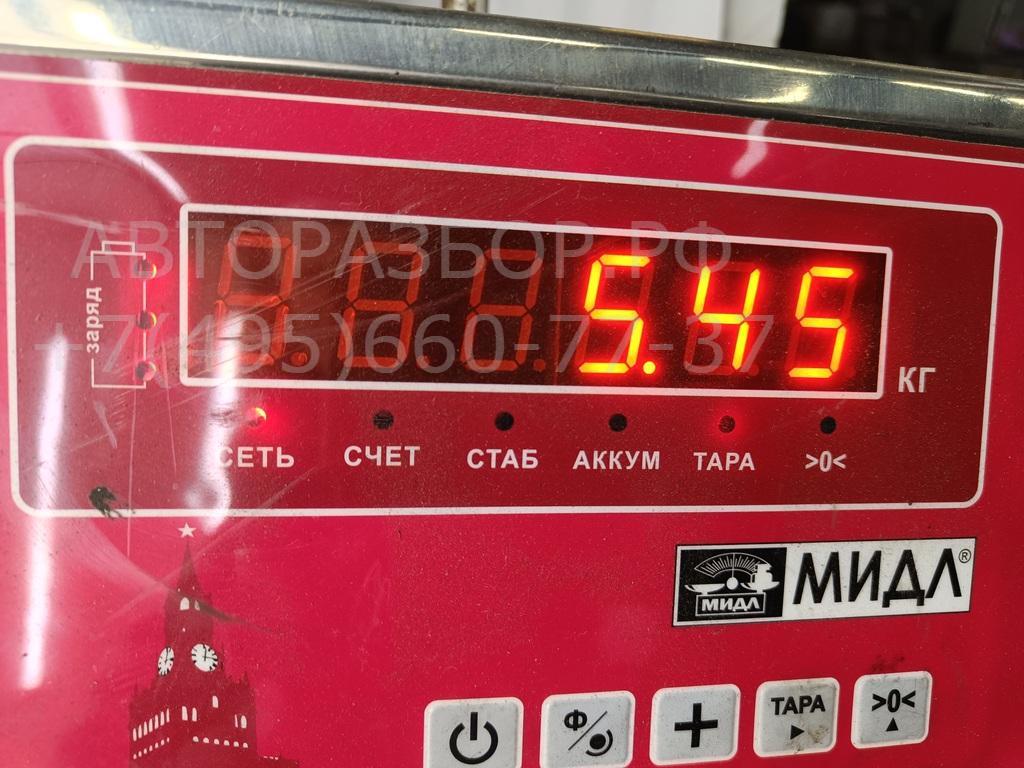 АВТОРАЗБОР.РФ
+7(495)660-77-37
заряд
5.45
КГ
СЕТЬ СЧЕТ СТАБ АККУМ ТАРА >0<
МИДЛ МИДЛ®
Ф + ТАРА >0<